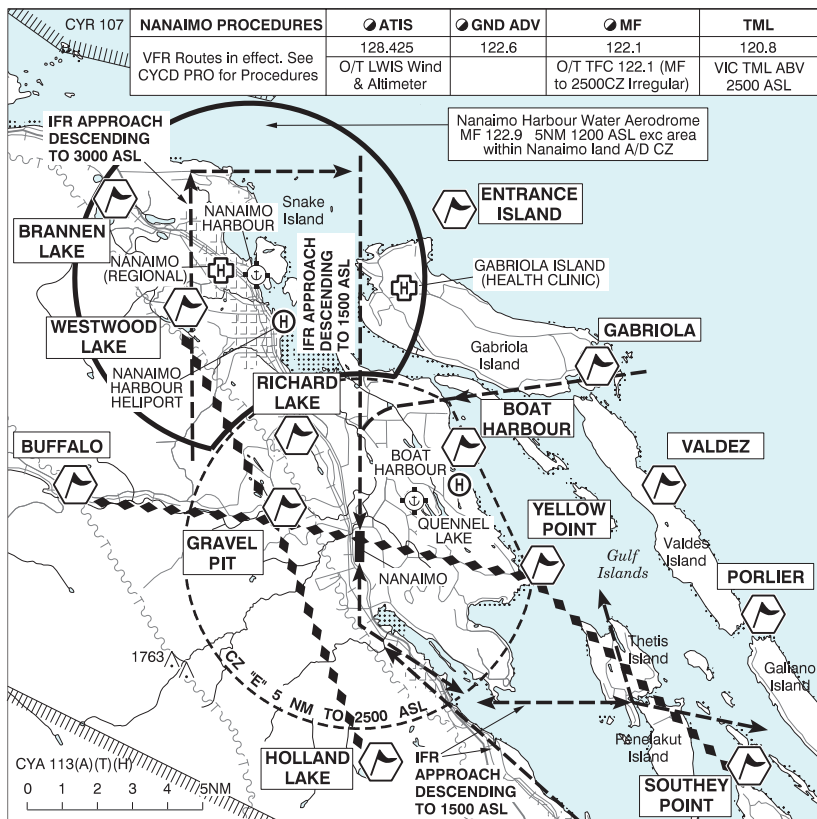 CYR 107
NANAIMO PROCEDURES
ATIS
GND ADV
MF
TML
VFR Routes in effect. See
CYCD PRO for Procedures
128.425
122.6
122.1
120.8
O/T LWIS Wind
& Altimeter
O/T TFC 122.1 (MF
to 2500CZ Irregular)
VIC TML ABV
2500 ASL
IFR APPROACH
DESCENDING
TO 3000 ASL
Nanaimo Harbour Water Aerodrome
MF 122.9 5NM 1200 ASL exc area
within Nanaimo land A/D CZ
BRANNEN
LAKE
NANAIMO
HARBOUR
Snake
Island
ENTRANCE
ISLAND
NANAIMO
(REGIONAL)
H
IFR APPROACH
DESCENDING
TO 1500 ASL
H
GABRIOLA ISLAND
(HEALTH CLINIC)
WESTWOOD
LAKE
H
GABRIOLA
Gabriola
Island
NANAIMO
HARBOUR
HELIPORT
RICHARD
LAKE
BOAT
HARBOUR
BUFFALO
BOAT
HARBOUR
H
VALDEZ
GRAVEL
PIT
QUENNEL
LAKE
YELLOW
POINT
Valdes
Island
NANAIMO
Gulf
Islands
PORLIER
Thetis
Island
Galiano
Island
1763
CZ "E" 5 NM TO 2500 ASL
Penelakut
Island
CYA 113(A)(T)(H)
HOLLAND
LAKE
IFR
APPROACH
DESCENDING
TO 1500 ASL
SOUTHEY
POINT
0 1 3 5NM